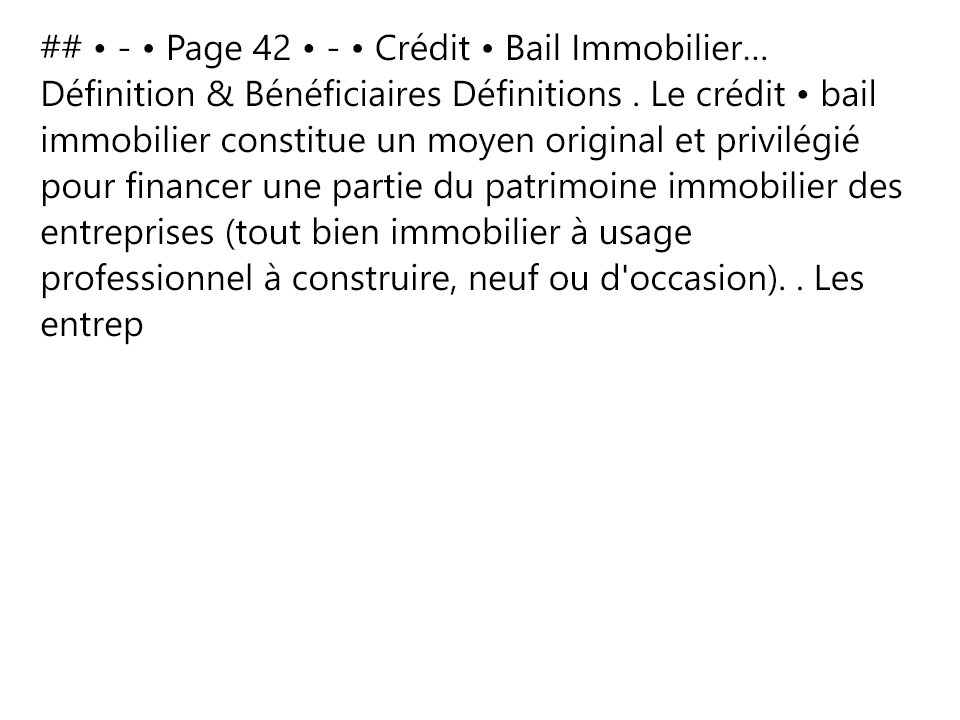 ## • - • Page 42 • - • Crédit • Bail Immobilier...
Définition & Bénéficiaires Définitions . Le crédit • bail
immobilier constitue un moyen original et privilégié
pour financer une partie du patrimoine immobilier des
entreprises (tout bien immobilier à usage
professionnel à construire, neuf ou d'occasion). . Les
entrep